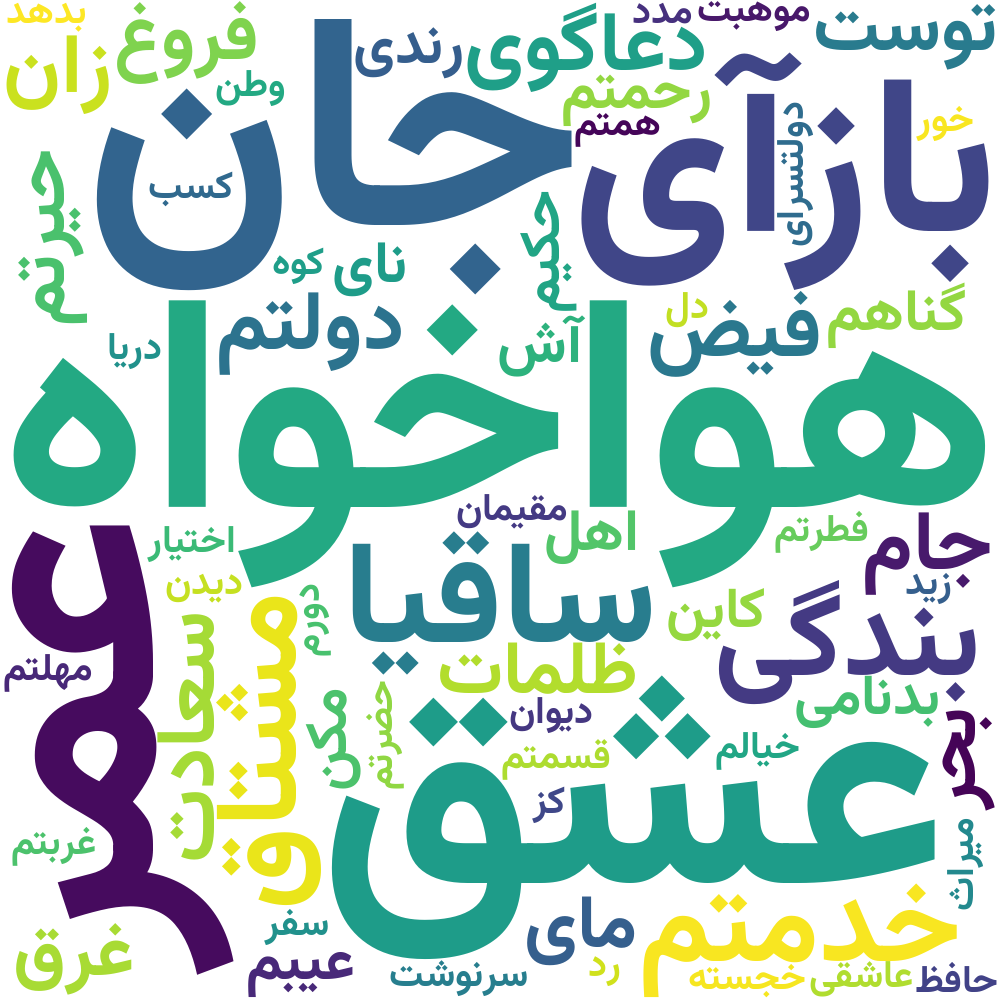 توست
موهبت
مدد
دعاگوی
رندی
فروغ
بدهد
زان
وطن
رحمتم
همتم
خور
بازآی
دولتسرای
جان
کسب
حیرتم
حکیم
نای
کوه
گناهم
دل
فیض
آش
دولتم
دریا
هواخواه
مقیمان
اهل
فطرتم
جام
اختیار
دیدن
ساقیا
زید
بندگی
کاین
دورم
مشتاق
سعادت
عمر
مهلتم
ظلمات
حضرتم
مکن
دیوان
بدنامی
بحر
خیالم
قسمتم
عشق
کز
غربتم
میراث
خدمتم
مای
سفر
غرق
عیبم
سرنوشت
رد
خجسته
عاشقی
حافظ